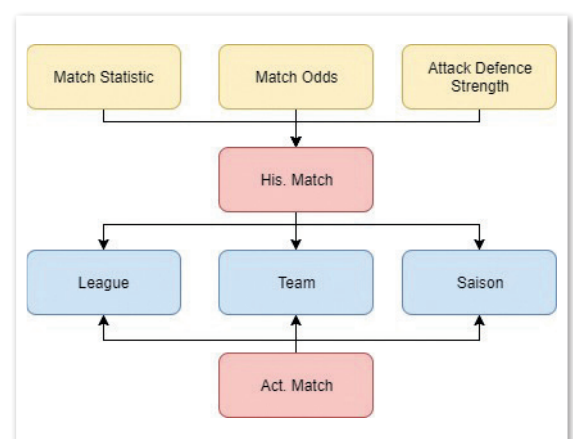 Match Statistic
Match Odds
Attack Defence
Strength
His. Match
League
Team
Saison
Act. Match